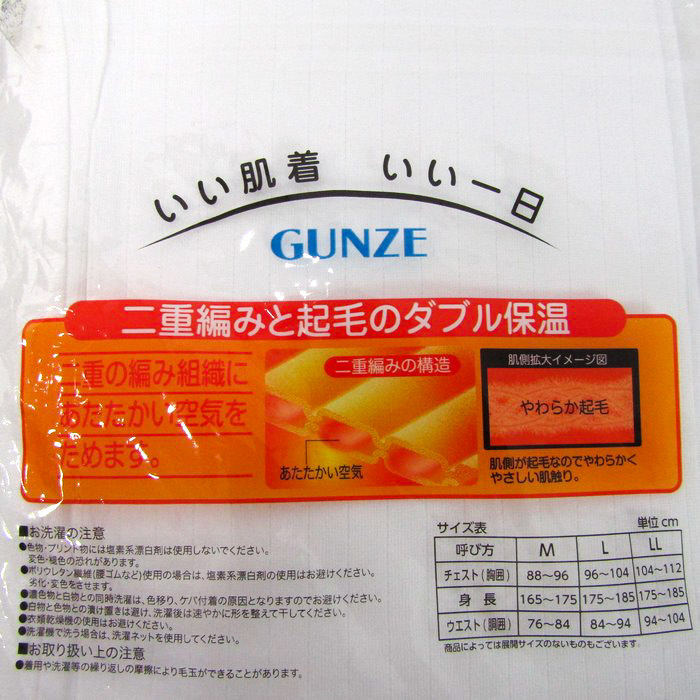 いい肌着　いい一日
GUNZE
二重編みと起毛のダブル保温
二重の編み組織に
あたたかい空気を
ためます。
二重編みの構造
あたたかい空気
肌側拡大イメージ図
やわらか起毛
肌側が起毛なのでやわらかく
やさしい肌触り。
■お洗濯の注意
●色物・プリント物には塩素系漂白剤は使用しないでください。
変色・褪色の恐れがあります。
●ポリウレタン繊維(腰ゴムなど)使用の場合は、塩素系漂白剤の使用はお避けください。
劣化・変色をさせます。
●濃色物と白物との同時洗濯は、色移り、ケバ付着の原因となりますのでお避けください。
●白物と色物との漬け置きは避け、洗濯後は速やかに形を整えて干してください。
●衣類乾燥機の使用はお避けください。
●洗濯機で洗う場合は、洗濯ネットを使用してください。
■お取り扱い上の注意
●着用や洗濯等の繰り返しの摩擦により毛玉ができることがあります。
サイズ表　単位 cm
呼び方 M L LL
チェスト(胸囲) 88〜96 96〜104 104〜112
身長 165〜175 175〜185 175〜185
ウエスト(胴囲) 76〜84 84〜94 94〜104
商品によっては展開サイズのないものもございます。